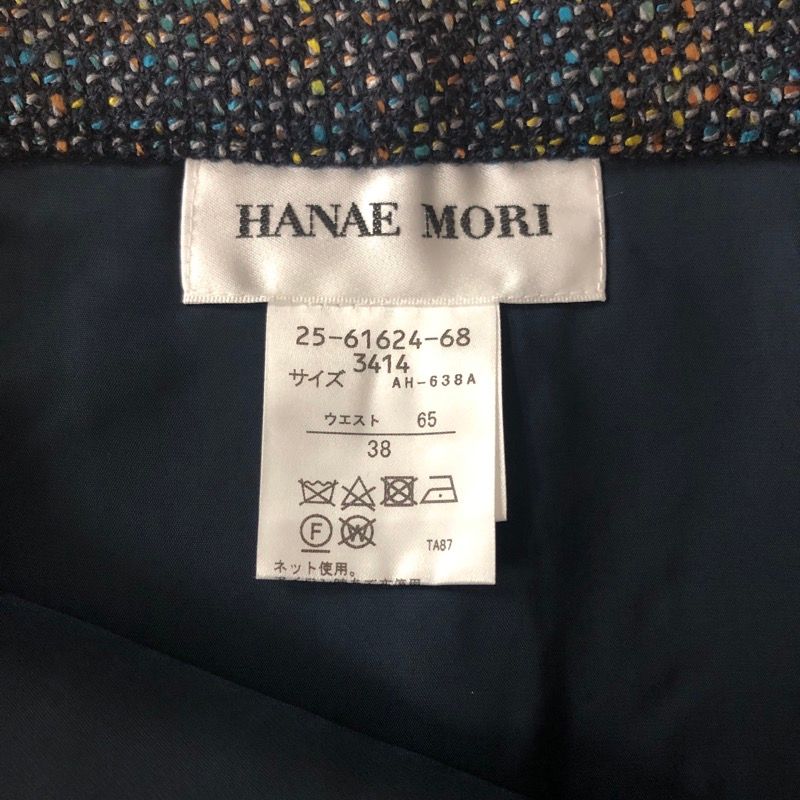 HANAE MORI
25-61624-68
3414
サイズ AH-638A
ウエスト 65
38
F W
TA87
ネット使用。